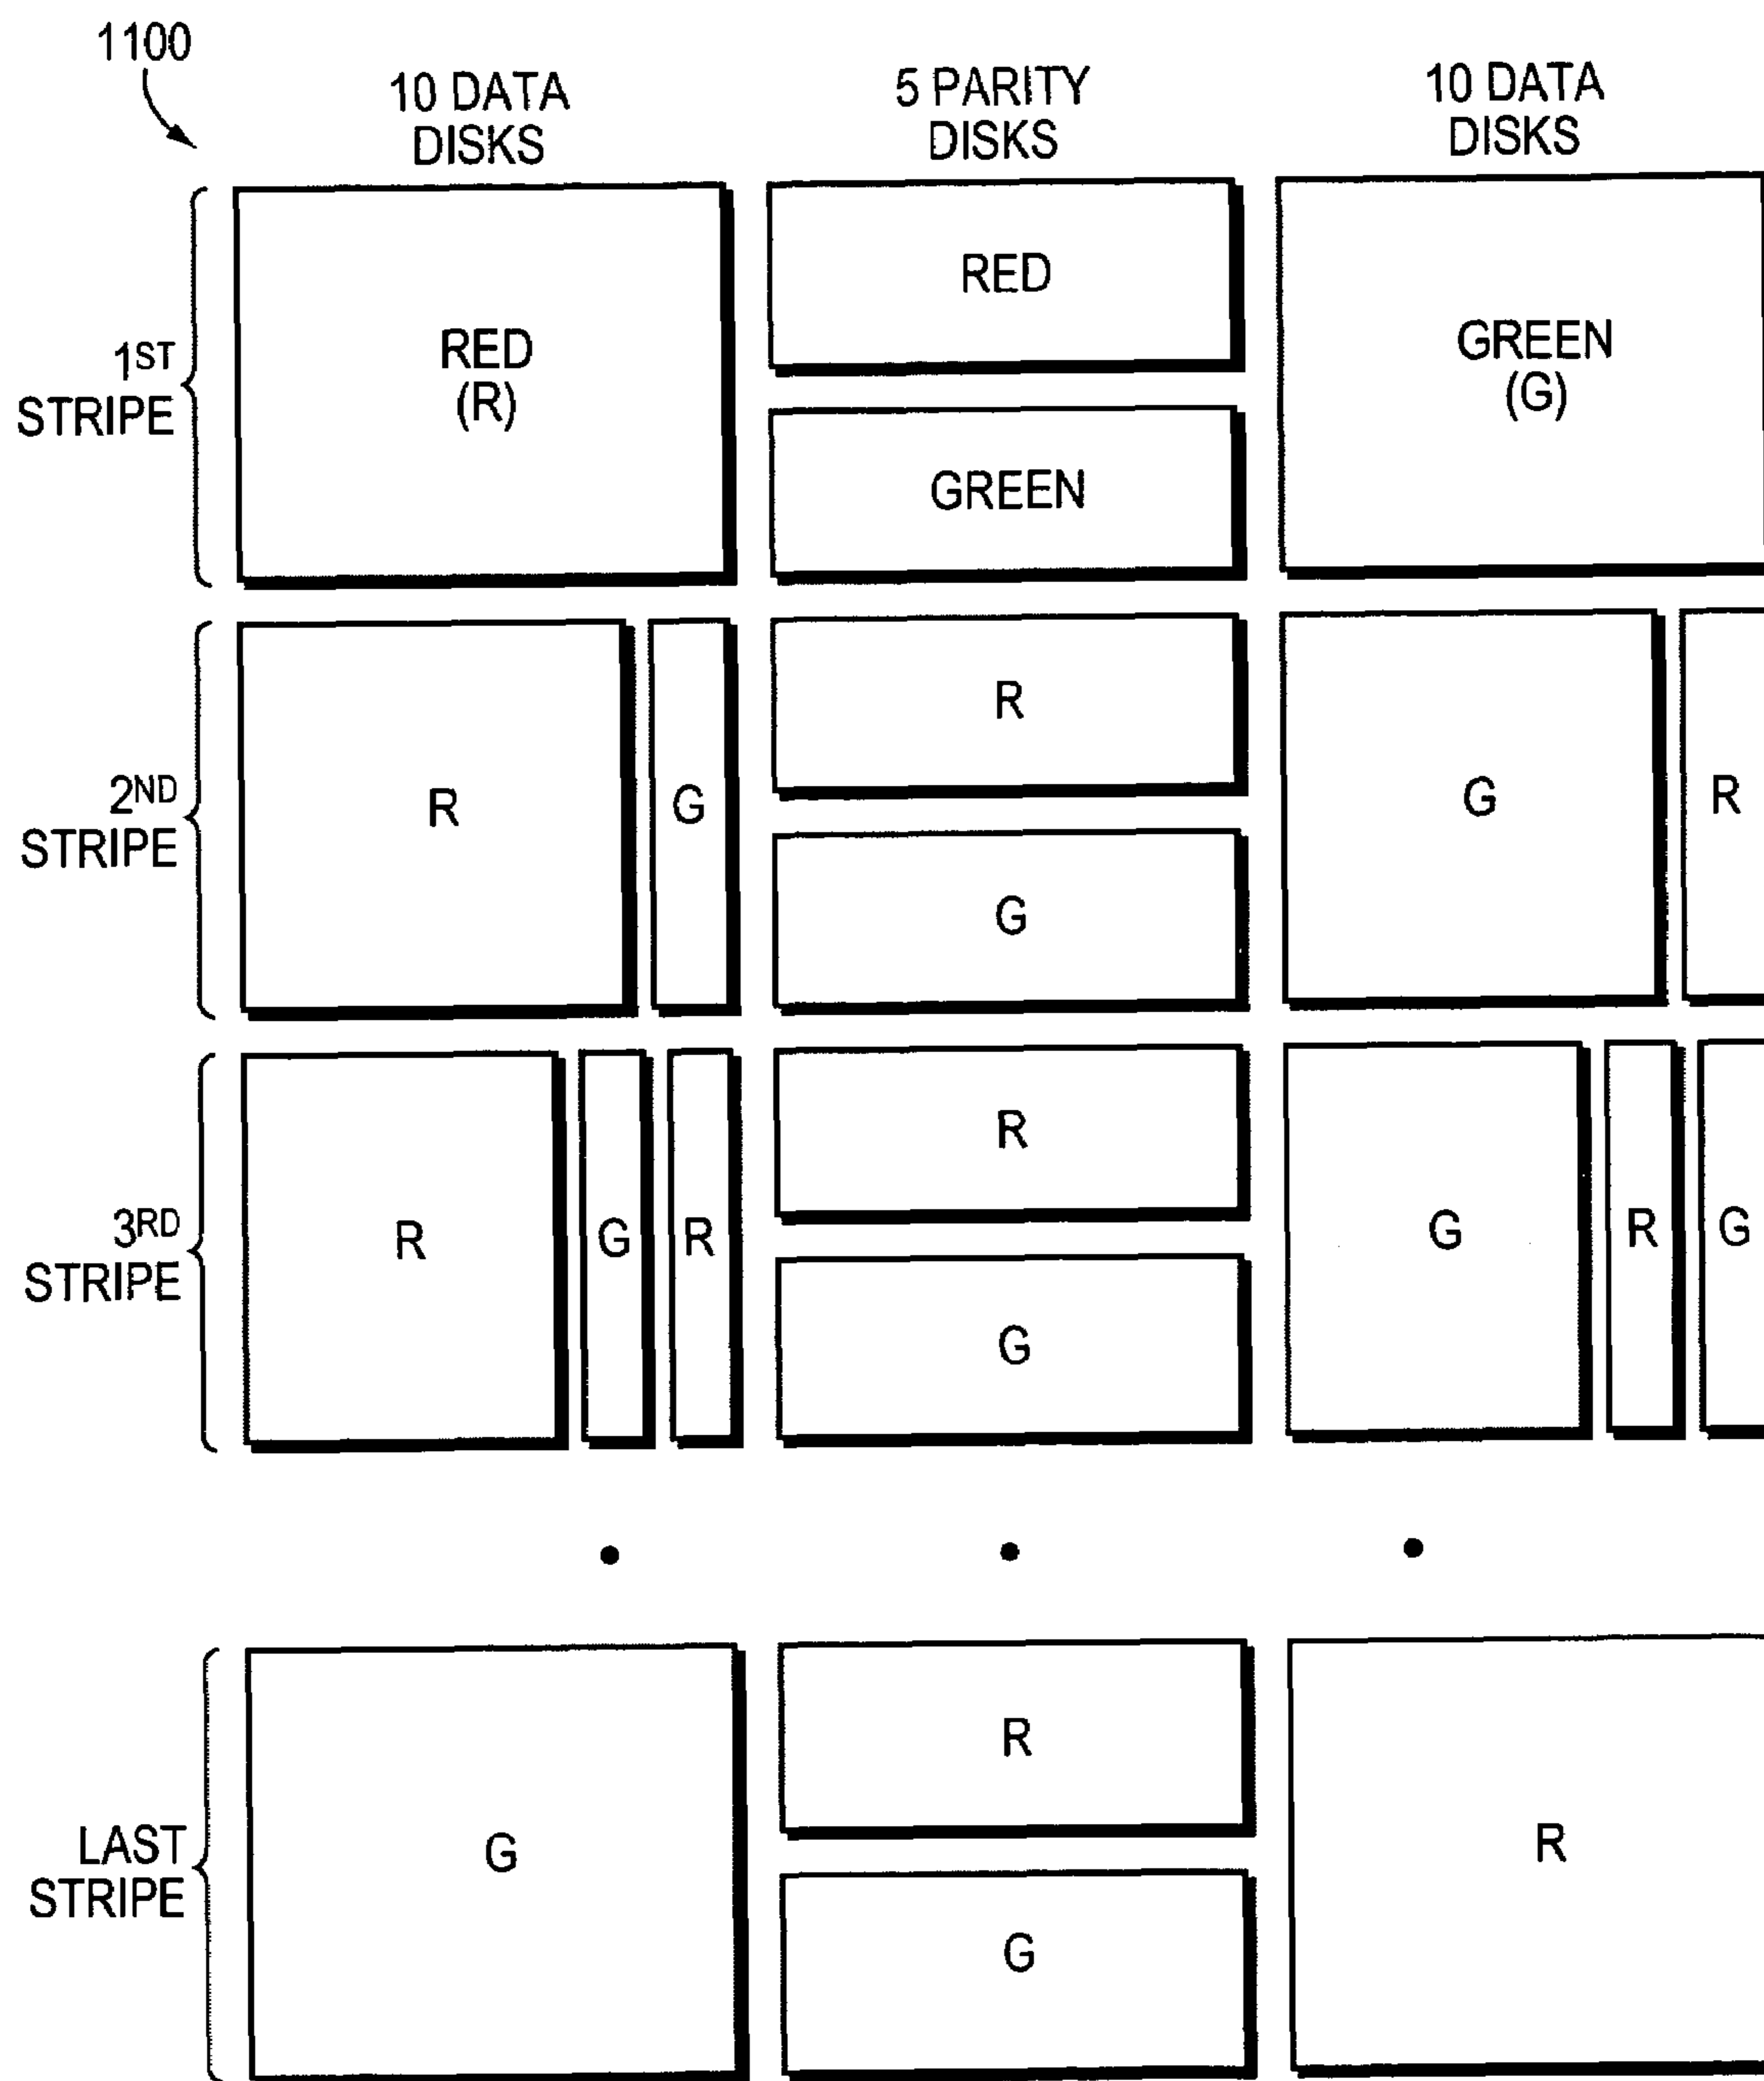 1100
10 DATA
DISKS
5 PARITY
DISKS
10 DATA
DISKS
1ST
STRIPE
RED
(R)
RED
GREEN
GREEN
(G)
2ND
STRIPE
R
G
R
G
G
R
3RD
STRIPE
R
G
R
R
G
G
R
G
LAST
STRIPE
G
R
G
R